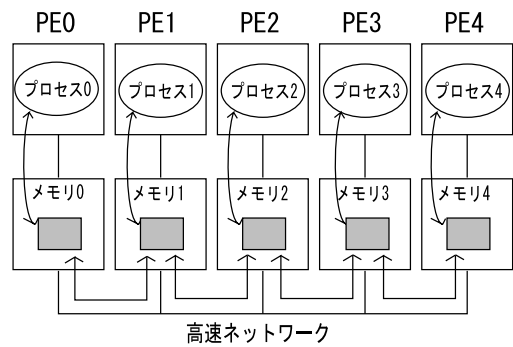 PE0 PE1 PE2 PE3 PE4
プロセス0 プロセス1 プロセス2 プロセス3 プロセス4
メモリ0 メモリ1 メモリ2 メモリ3 メモリ4
高速ネットワーク